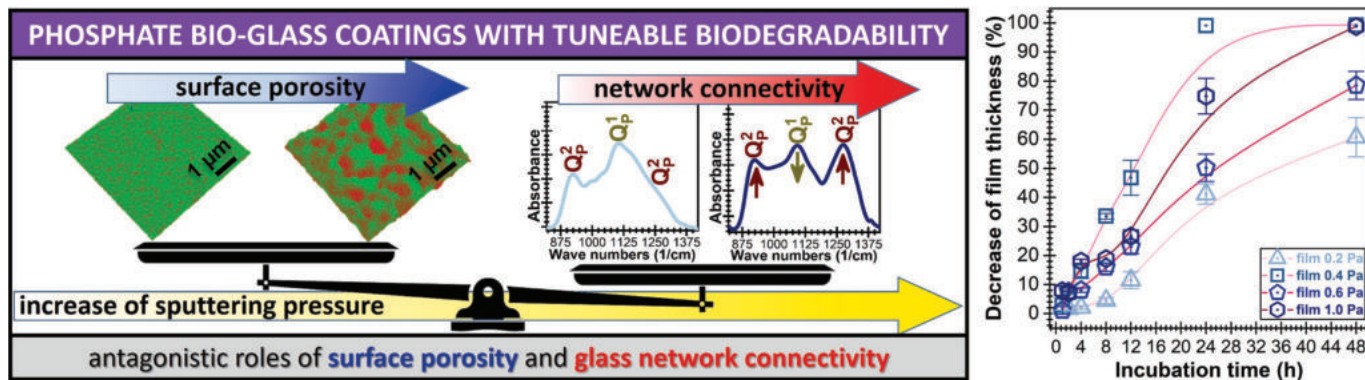 PHOSPHATE BIO-GLASS COATINGS WITH TUNEABLE BIODEGRADABILITY
surface porosity
1 µm
1 µm
network connectivity
Absorbance
Q²P
Q¹P
Q²P
875 1000 1125 1250 1375
Wave numbers (1/cm)
Absorbance
Q²P
Q¹P
Q²P
875 1000 1125 1250 1375
Wave numbers (1/cm)
increase of sputtering pressure
antagonistic roles of surface porosity and glass network connectivity
Decrease of film thickness (%)
100
90
80
70
60
50
40
30
20
10
0
0 4 8 12 16 20 24 28 32 36 40 44 48
Incubation time (h)
film 0.2 Pa
film 0.4 Pa
film 0.6 Pa
film 1.0 Pa